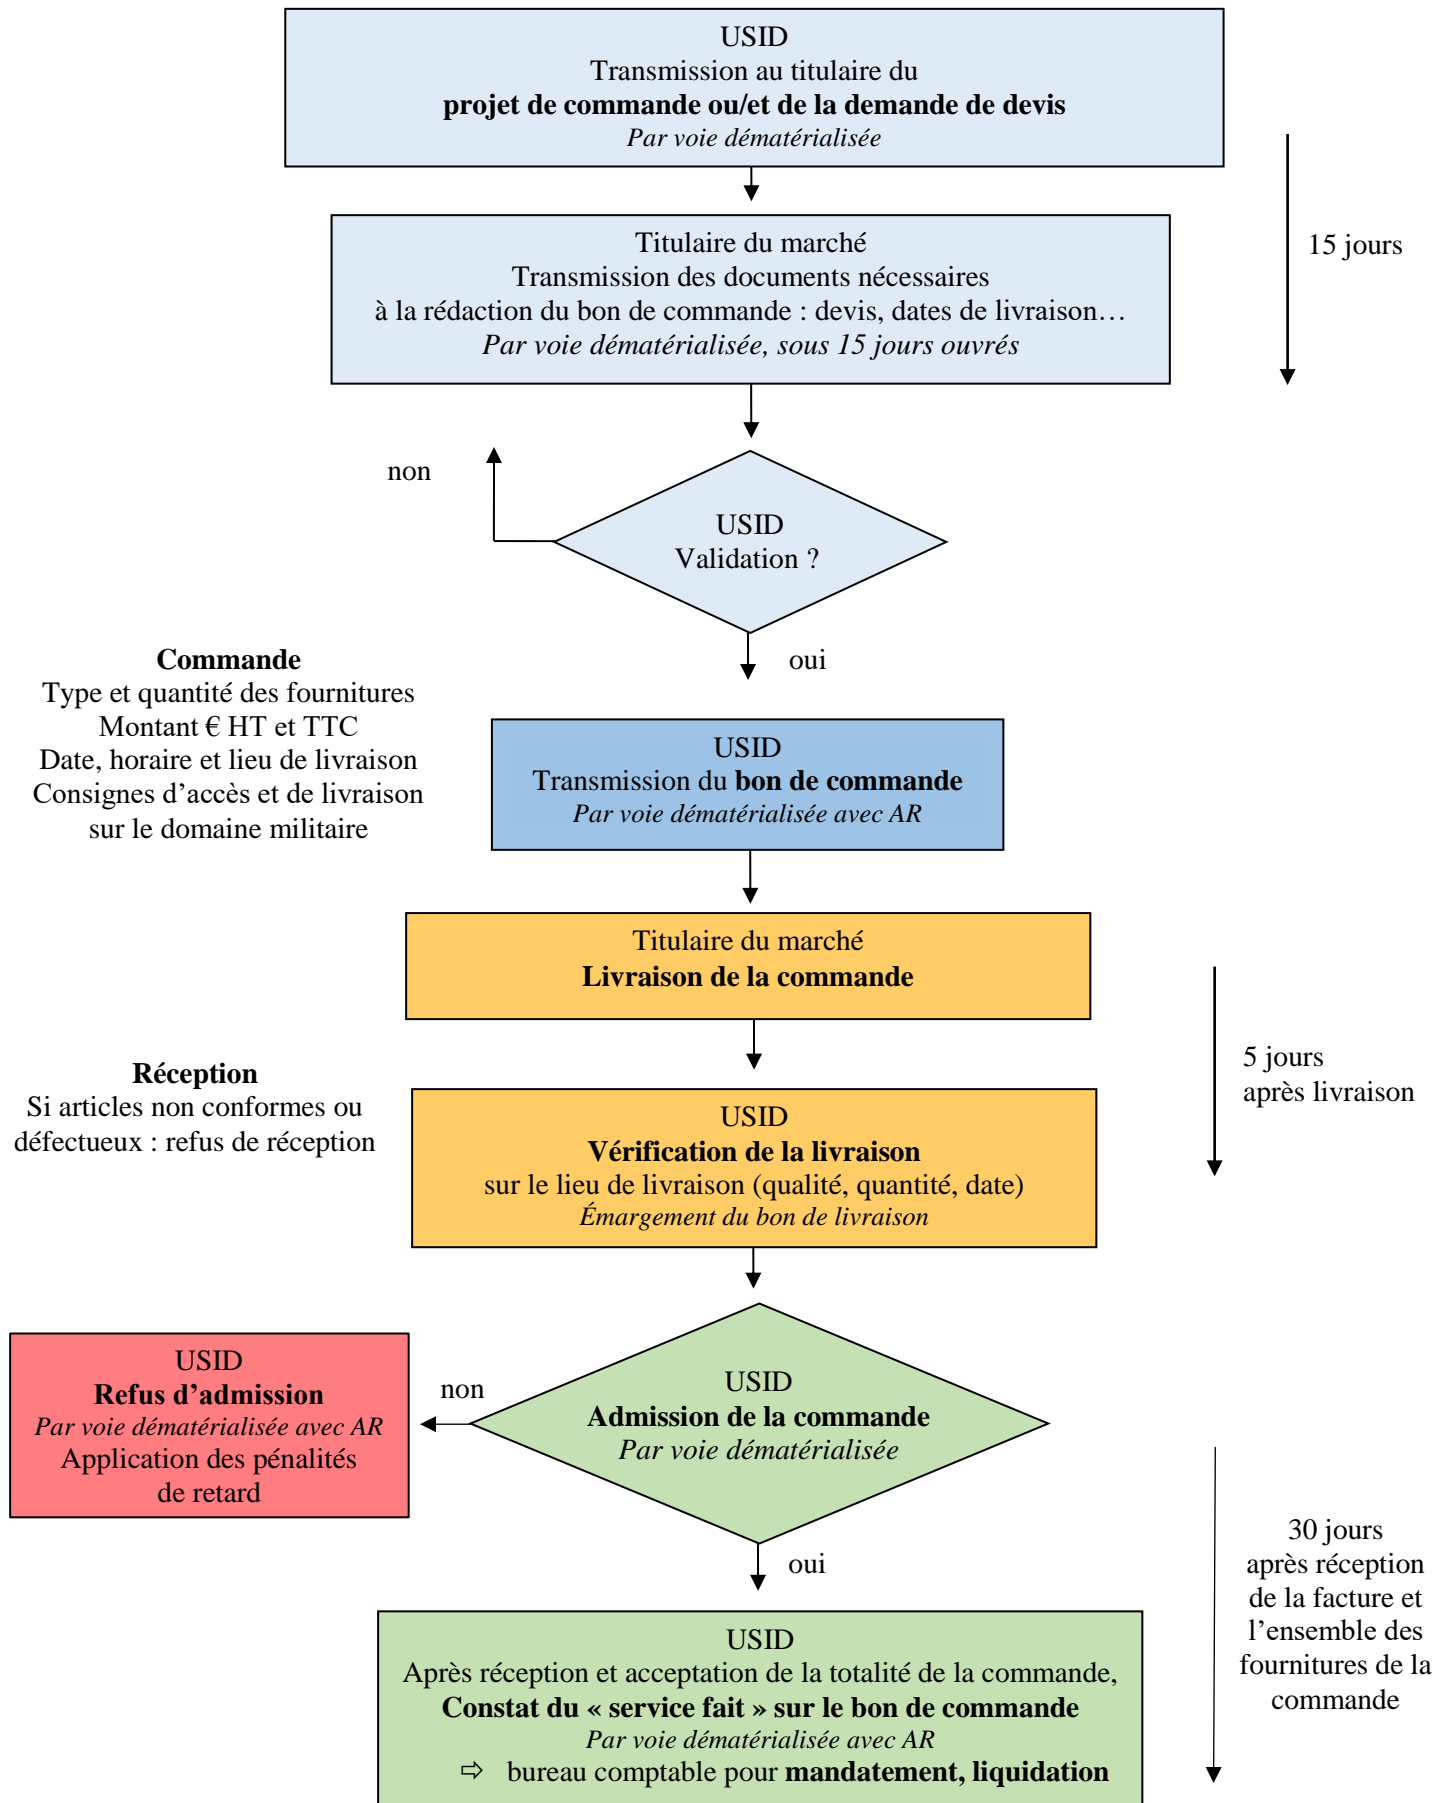 USID
Transmission au titulaire du
projet de commande ou/et de la demande de devis
Par voie dématérialisée
15 jours
Titulaire du marché
Transmission des documents nécessaires
à la rédaction du bon de commande : devis, dates de livraison…
Par voie dématérialisée, sous 15 jours ouvrés
non
USID
Validation ?
oui
Commande
Type et quantité des fournitures
Montant € HT et TTC
Date, horaire et lieu de livraison
Consignes d’accès et de livraison
sur le domaine militaire
USID
Transmission du bon de commande
Par voie dématérialisée avec AR
Titulaire du marché
Livraison de la commande
5 jours
après livraison
Réception
Si articles non conformes ou
défectueux : refus de réception
USID
Vérification de la livraison
sur le lieu de livraison (qualité, quantité, date)
Émargement du bon de livraison
USID
Refus d’admission
Par voie dématérialisée avec AR
Application des pénalités
de retard
non
USID
Admission de la commande
Par voie dématérialisée
oui
30 jours
après réception
de la facture et
l’ensemble des
fournitures de la
commande
USID
Après réception et acceptation de la totalité de la commande,
Constat du « service fait » sur le bon de commande
Par voie dématérialisée avec AR
⇨ bureau comptable pour mandatement, liquidation